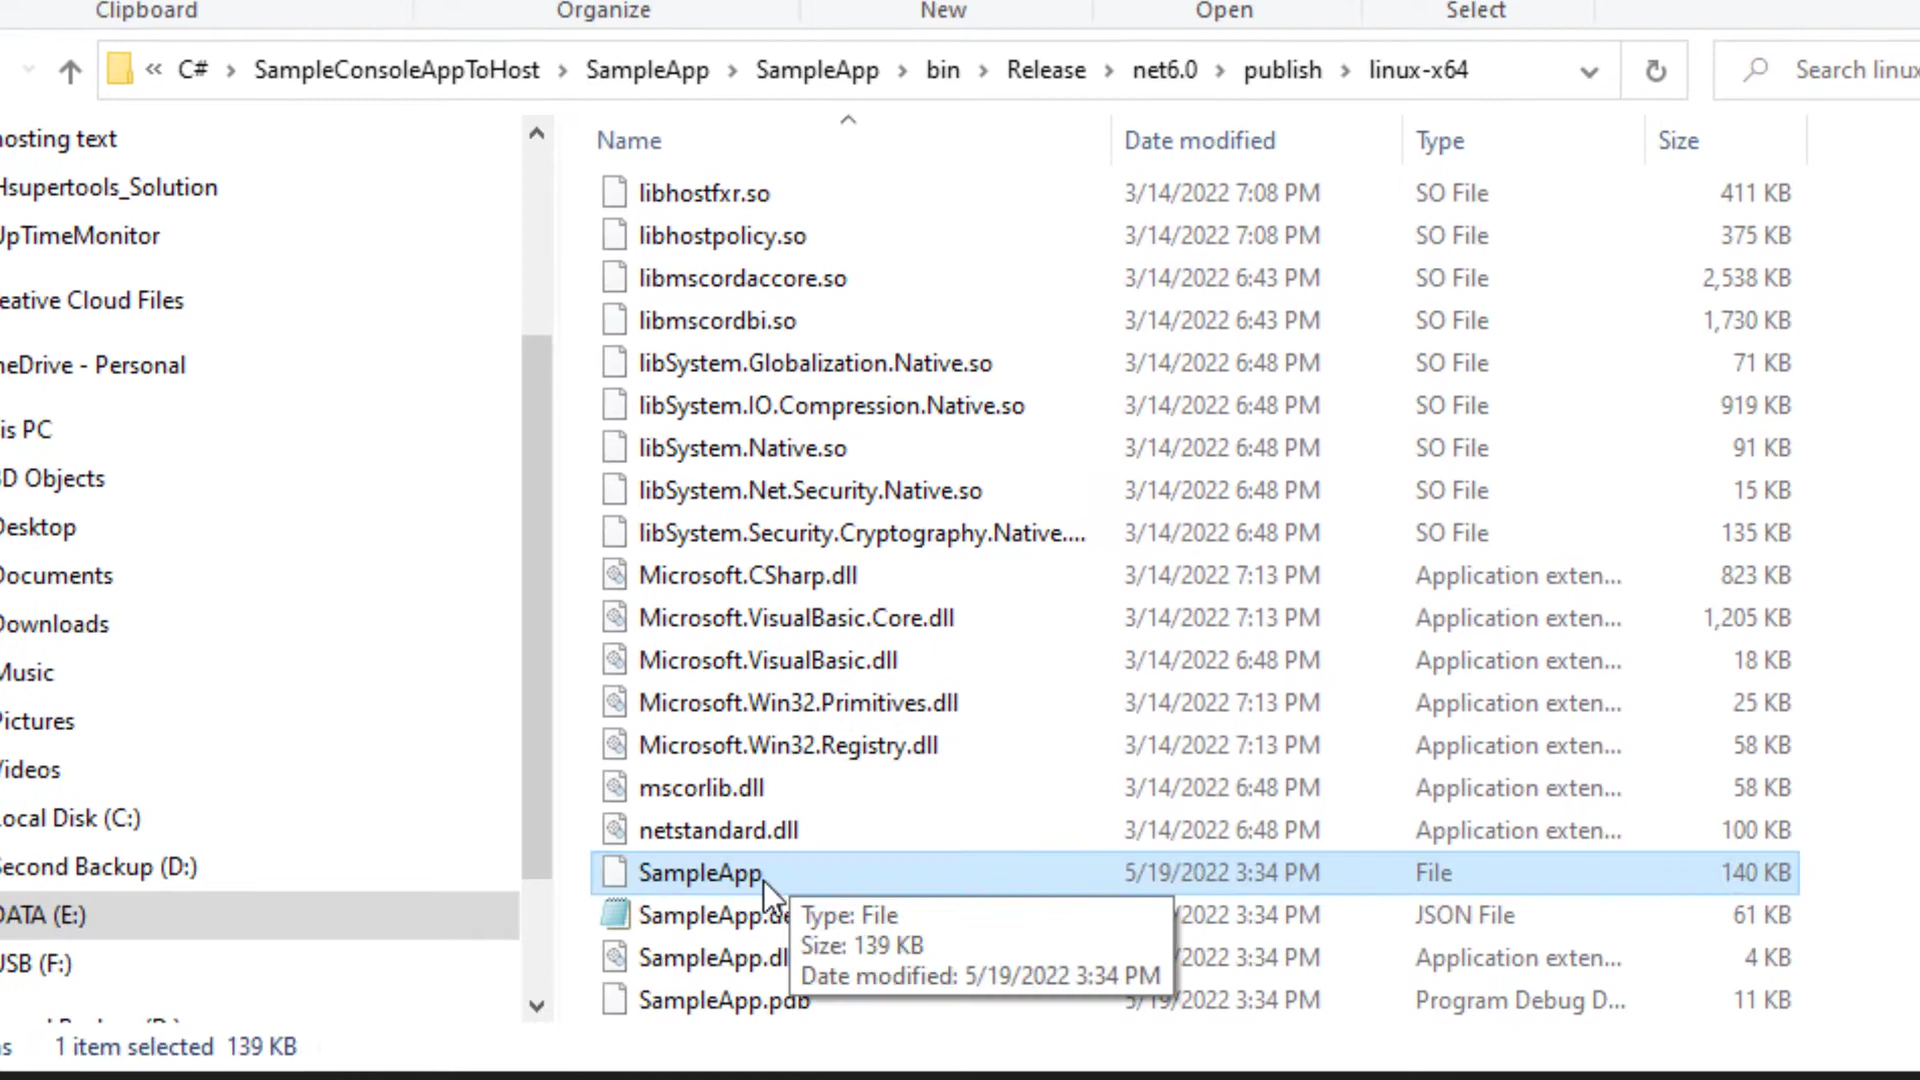 Clipboard Organize New Open Select
« C# › SampleConsoleAppToHost › SampleApp › SampleApp › bin › Release › net6.0 › publish › linux-x64
Search linux
hosting text
Hsupertools_Solution
UpTimeMonitor
eative Cloud Files
neDrive - Personal
is PC
3D Objects
Desktop
Documents
Downloads
Music
Pictures
Videos
Local Disk (C:)
Second Backup (D:)
DATA (E:)
USB (F:)
Name Date modified Type Size
libhostfxr.so 3/14/2022 7:08 PM SO File 411 KB
libhostpolicy.so 3/14/2022 7:08 PM SO File 375 KB
libmscordaccore.so 3/14/2022 6:43 PM SO File 2,538 KB
libmscordbi.so 3/14/2022 6:43 PM SO File 1,730 KB
libSystem.Globalization.Native.so 3/14/2022 6:48 PM SO File 71 KB
libSystem.IO.Compression.Native.so 3/14/2022 6:48 PM SO File 919 KB
libSystem.Native.so 3/14/2022 6:48 PM SO File 91 KB
libSystem.Net.Security.Native.so 3/14/2022 6:48 PM SO File 15 KB
libSystem.Security.Cryptography.Native.... 3/14/2022 6:48 PM SO File 135 KB
Microsoft.CSharp.dll 3/14/2022 7:13 PM Application exten... 823 KB
Microsoft.VisualBasic.Core.dll 3/14/2022 7:13 PM Application exten... 1,205 KB
Microsoft.VisualBasic.dll 3/14/2022 6:48 PM Application exten... 18 KB
Microsoft.Win32.Primitives.dll 3/14/2022 7:13 PM Application exten... 25 KB
Microsoft.Win32.Registry.dll 3/14/2022 7:13 PM Application exten... 58 KB
mscorlib.dll 3/14/2022 6:48 PM Application exten... 58 KB
netstandard.dll 3/14/2022 6:48 PM Application exten... 100 KB
SampleApp 5/19/2022 3:34 PM File 140 KB
SampleApp.de /2022 3:34 PM JSON File 61 KB
SampleApp.dl /2022 3:34 PM Application exten... 4 KB
SampleApp.pdb 5/19/2022 3:34 PM Program Debug D... 11 KB
Type: File
Size: 139 KB
Date modified: 5/19/2022 3:34 PM
s 1 item selected 139 KB